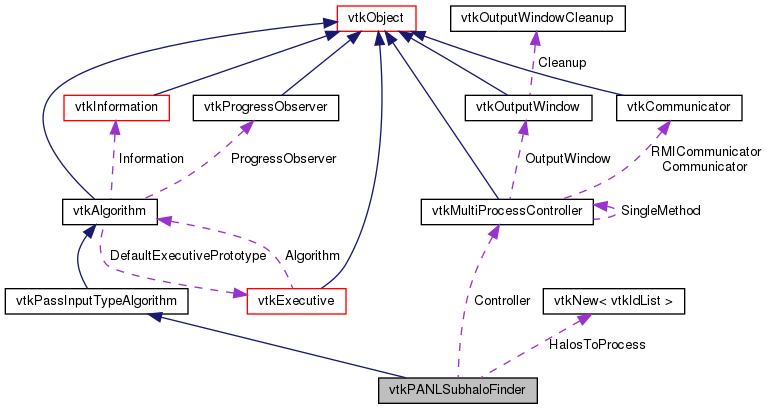 vtkObject
vtkOutputWindowCleanup
Cleanup
vtkInformation
vtkProgressObserver
vtkOutputWindow
vtkCommunicator
Information
ProgressObserver
OutputWindow
RMICommunicator
Communicator
vtkAlgorithm
vtkMultiProcessController
SingleMethod
DefaultExecutivePrototype
Algorithm
vtkPassInputTypeAlgorithm
vtkExecutive
Controller
vtkNew< vtkIdList >
HalosToProcess
vtkPANLSubhaloFinder